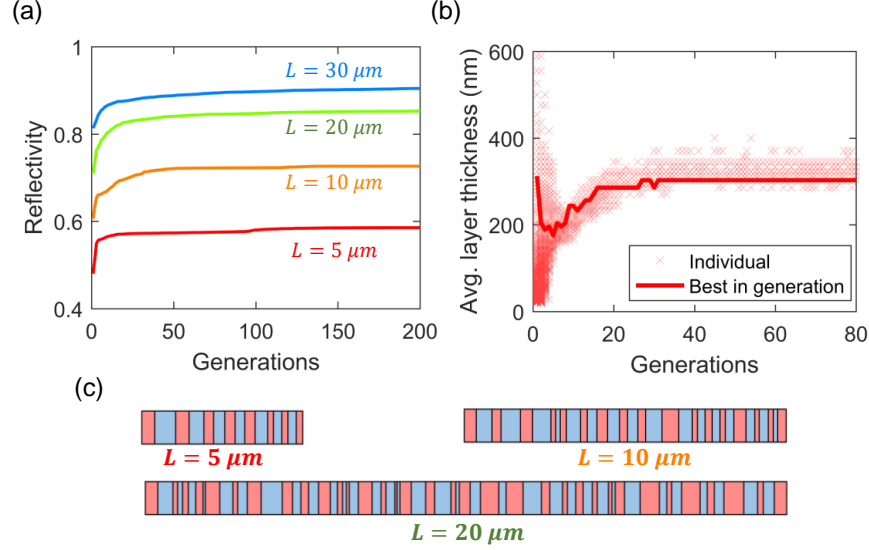 (a)
1
0.8
0.6
0.4
Reflectivity
L = 30 μm
L = 20 μm
L = 10 μm
L = 5 μm
0
50
100
150
200
Generations
(b)
600
400
200
0
Avg. layer thickness (nm)
Individual
Best in generation
0
20
40
60
80
Generations
(c)
L = 5 μm
L = 10 μm
L = 20 μm